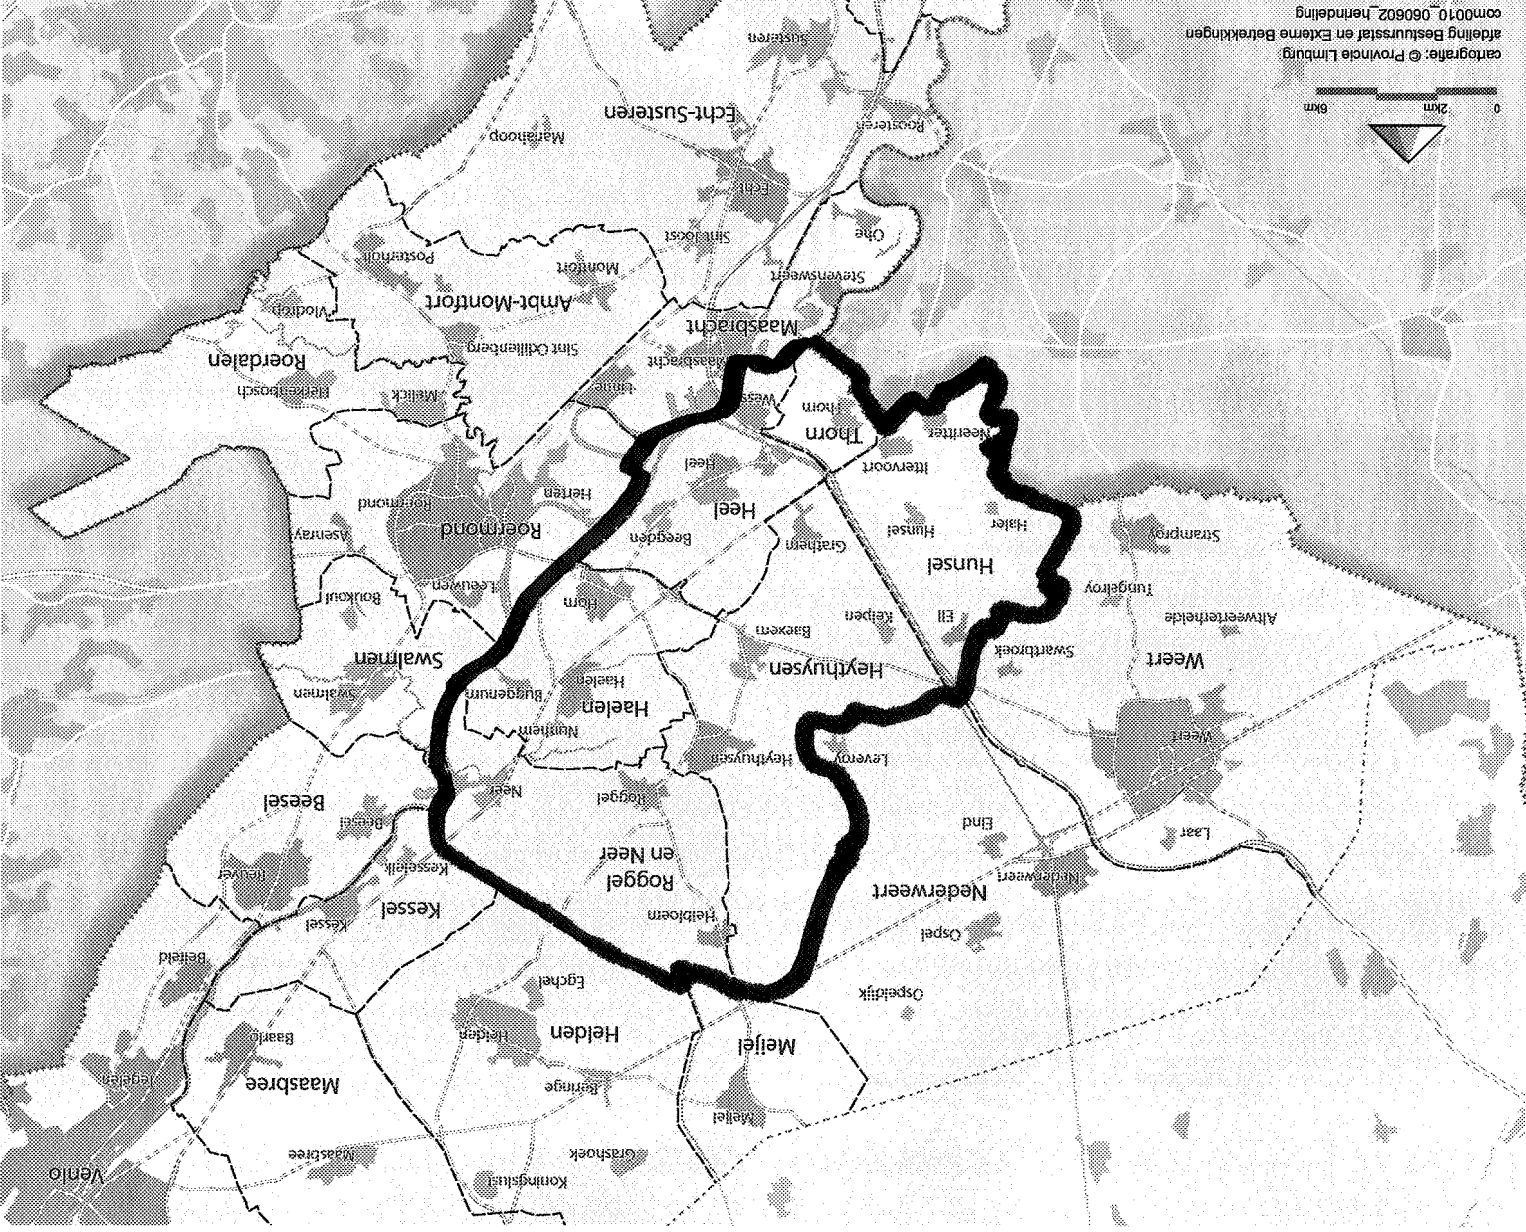 Venlo
Koningslust
Maasbree
Grashoek
Tegelen
Maasbree
Beringe
Meijel
Baarlo
Helden
Helden
Meijel
Belfeld
Egchel
Ospeldijk
Kessel
Kessel
Heibloem
Ospel
Reuver
Kesseleik
Roggel
en Neer
Nederweert
Nederweert
Beesel
Beesel
Neer
Roggel
Eind
Laar
Heythuysen
Leveroy
Nunhem
Weert
Swalmen
Buggenum
Haelen
Haelen
Swalmen
Heythuysen
Swartbroek
Weert
Baexem
Kelpen
Ell
Altweerterheide
Boukoul
Leeuwen
Horn
Tungelroy
Hunsel
Asenray
Roermond
Beegden
Grathem
Hunsel
Haler
Stramproy
Roermond
Herten
Heel
Heel
Ittervoort
Thorn
Neeritter
Melick
Herkenbosch
Linne
Wessem
Thorn
Roerdalen
Maasbracht
Sint Odiliënberg
Maasbracht
Vlodrop
Ambt-Montfort
Posterholt
Montfort
Stevensweert
Sint Joost
Ohe
Echt
Mariahoop
Roosteren
Echt-Susteren
Susteren
0
2km
6km
cartografie: © Provincie Limburg
afdeling Bestuursstaf en Externe Betrekkingen
com0010_060602_herindeling